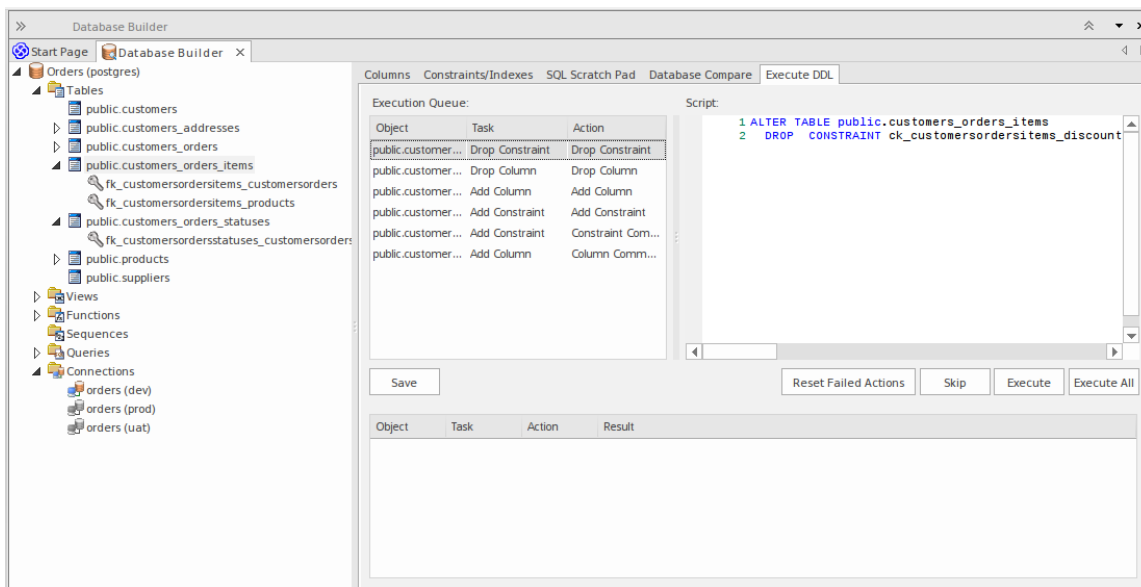 Database Builder
Start Page Database Builder
Orders (postgres)
Tables
public.customers
public.customers_addresses
public.customers_orders
public.customers_orders_items
fk_customersordersitems_customersorders
fk_customersordersitems_products
public.customers_orders_statuses
fk_customersordersstatuses_customersorders
public.products
public.suppliers
Views
Functions
Sequences
Queries
Connections
orders (dev)
orders (prod)
orders (uat)
Columns Constraints/Indexes SQL Scratch Pad Database Compare Execute DDL
Execution Queue:
Object Task Action
public.customer... Drop Constraint Drop Constraint
public.customer... Drop Column Drop Column
public.customer... Add Column Add Column
public.customer... Add Constraint Add Constraint
public.customer... Add Constraint Constraint Com...
public.customer... Add Column Column Comm...
Script:
1 ALTER TABLE public.customers_orders_items
2 DROP CONSTRAINT ck_customersordersitems_discount
Save Reset Failed Actions Skip Execute Execute All
Object Task Action Result